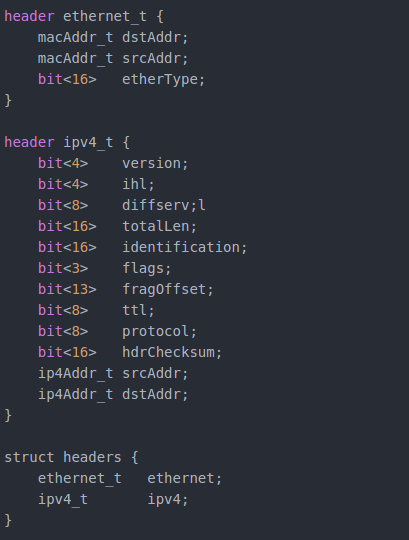 header ethernet_t {
    macAddr_t dstAddr;
    macAddr_t srcAddr;
    bit<16>   etherType;
}
header ipv4_t {
    bit<4>    version;
    bit<4>    ihl;
    bit<8>    diffserv;l
    bit<16>   totalLen;
    bit<16>   identification;
    bit<3>    flags;
    bit<13>   fragOffset;
    bit<8>    ttl;
    bit<8>    protocol;
    bit<16>   hdrChecksum;
    ip4Addr_t srcAddr;
    ip4Addr_t dstAddr;
}
struct headers {
    ethernet_t   ethernet;
    ipv4_t       ipv4;
}